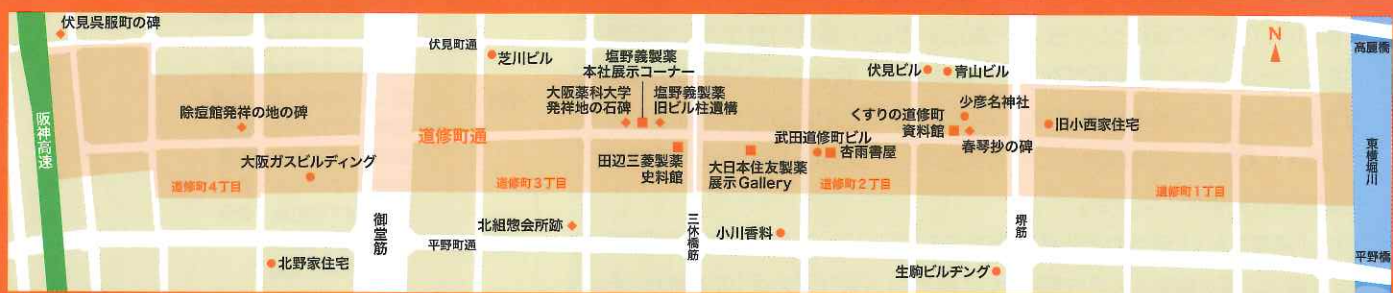 伏見呉服町の碑
伏見町通
芝川ビル
塩野義製薬
本社展示コーナー
伏見ビル
青山ビル
N
高麗橋
除痘館発祥の地の碑
大阪薬科大学
発祥地の石碑
塩野義製薬
旧ビル柱遺構
少彦名神社
くすりの道修町
資料館
旧小西家住宅
春琴抄の碑
阪神高速
道修町通
武田道修町ビル
杏雨書屋
大阪ガスビルディング
田辺三菱製薬
史料館
大日本住友製薬
展示Gallery
東横堀川
道修町4丁目
道修町3丁目
道修町2丁目
道修町1丁目
御堂筋
北組惣会所跡
三休橋筋
小川香料
堺筋
平野町通
平野橋
北野家住宅
生駒ビルヂング